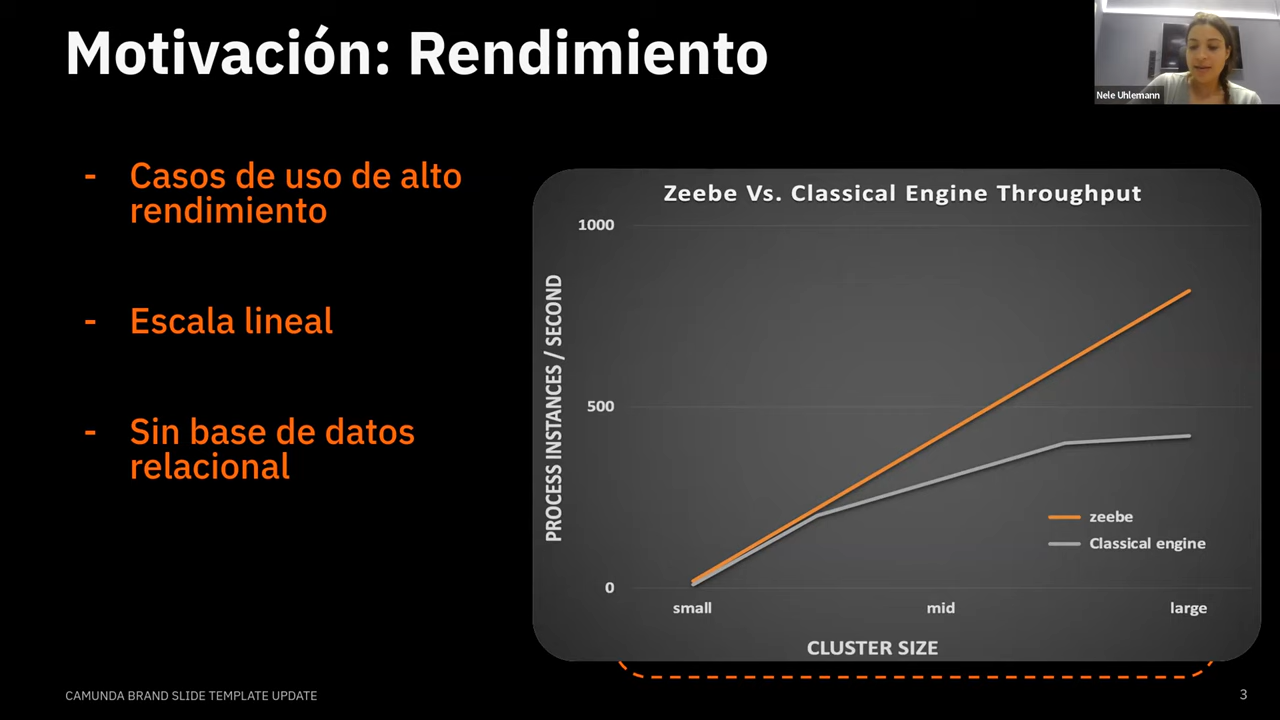 Motivación: Rendimiento
Nele Uhlemann
- Casos de uso de alto
rendimiento
- Escala lineal
- Sin base de datos
relacional
Zeebe Vs. Classical Engine Throughput
PROCESS INSTANCES / SECOND
1000
500
0
zeebe
Classical engine
small mid large
CLUSTER SIZE
CAMUNDA BRAND SLIDE TEMPLATE UPDATE
3